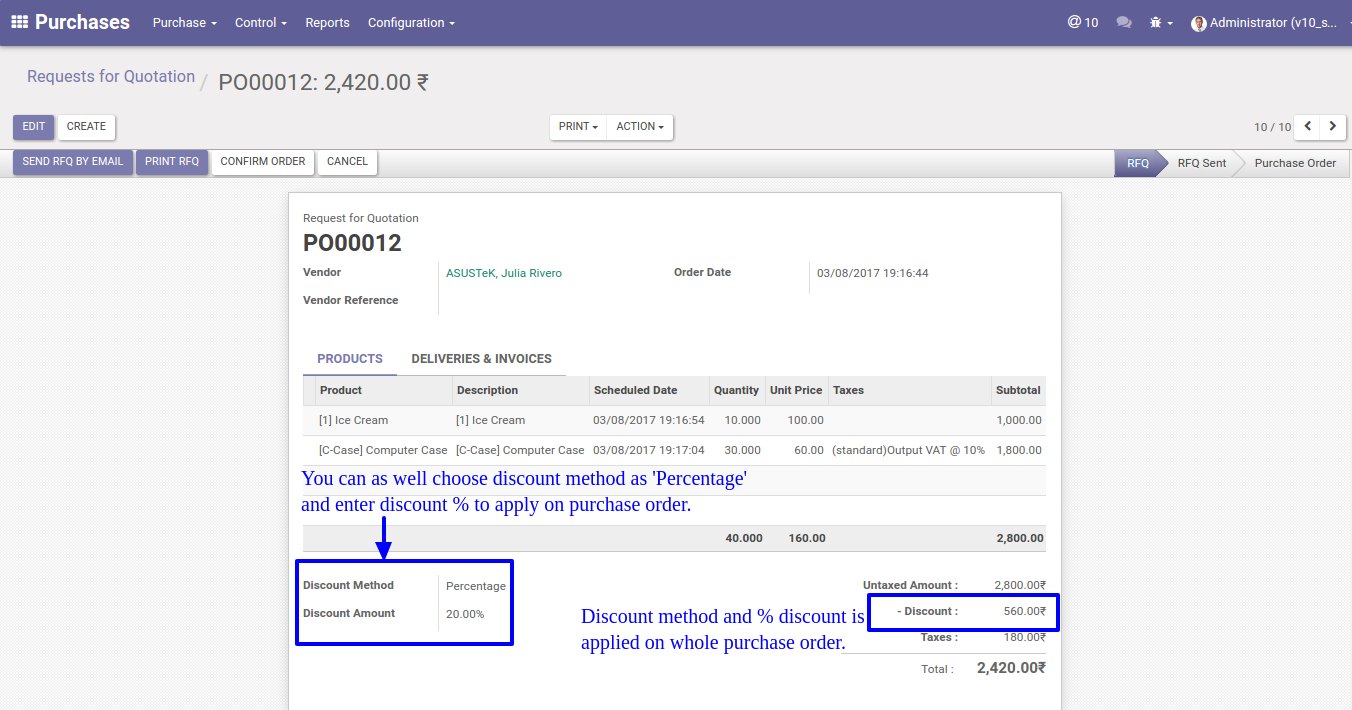 Purchases Purchase Control Reports Configuration @ 10 Administrator (v10_s...
Requests for Quotation / PO00012: 2,420.00 ₹
EDIT CREATE PRINT ACTION 10 / 10
SEND RFQ BY EMAIL PRINT RFQ CONFIRM ORDER CANCEL RFQ RFQ Sent Purchase Order
Request for Quotation
PO00012
Vendor ASUSTeK, Julia Rivero Order Date 03/08/2017 19:16:44
Vendor Reference
PRODUCTS DELIVERIES & INVOICES
Product Description Scheduled Date Quantity Unit Price Taxes Subtotal
[1] Ice Cream [1] Ice Cream 03/08/2017 19:16:54 10.000 100.00 1,000.00
[C-Case] Computer Case [C-Case] Computer Case 03/08/2017 19:17:04 30.000 60.00 (standard)Output VAT @ 10% 1,800.00
You can as well choose discount method as 'Percentage'
and enter discount % to apply on purchase order.
40.000 160.00 2,800.00
Discount Method Percentage
Discount Amount 20.00%
Untaxed Amount : 2,800.00₹
- Discount : 560.00₹
Discount method and % discount is
applied on whole purchase order.
Taxes : 180.00₹
Total : 2,420.00₹